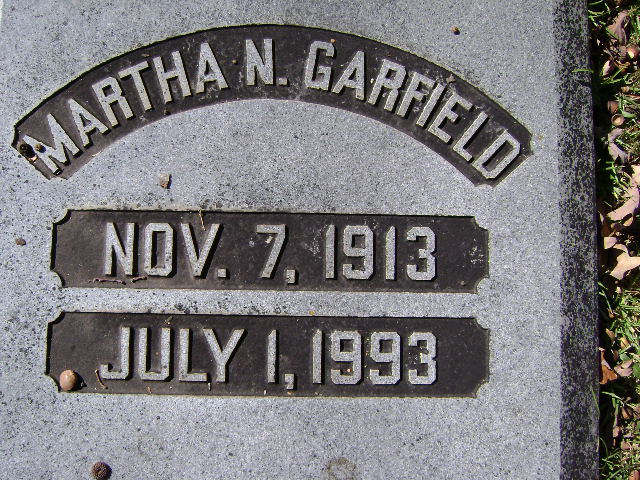 MARTHA N. GARFIELD
NOV. 7, 1913
JULY 1, 1993